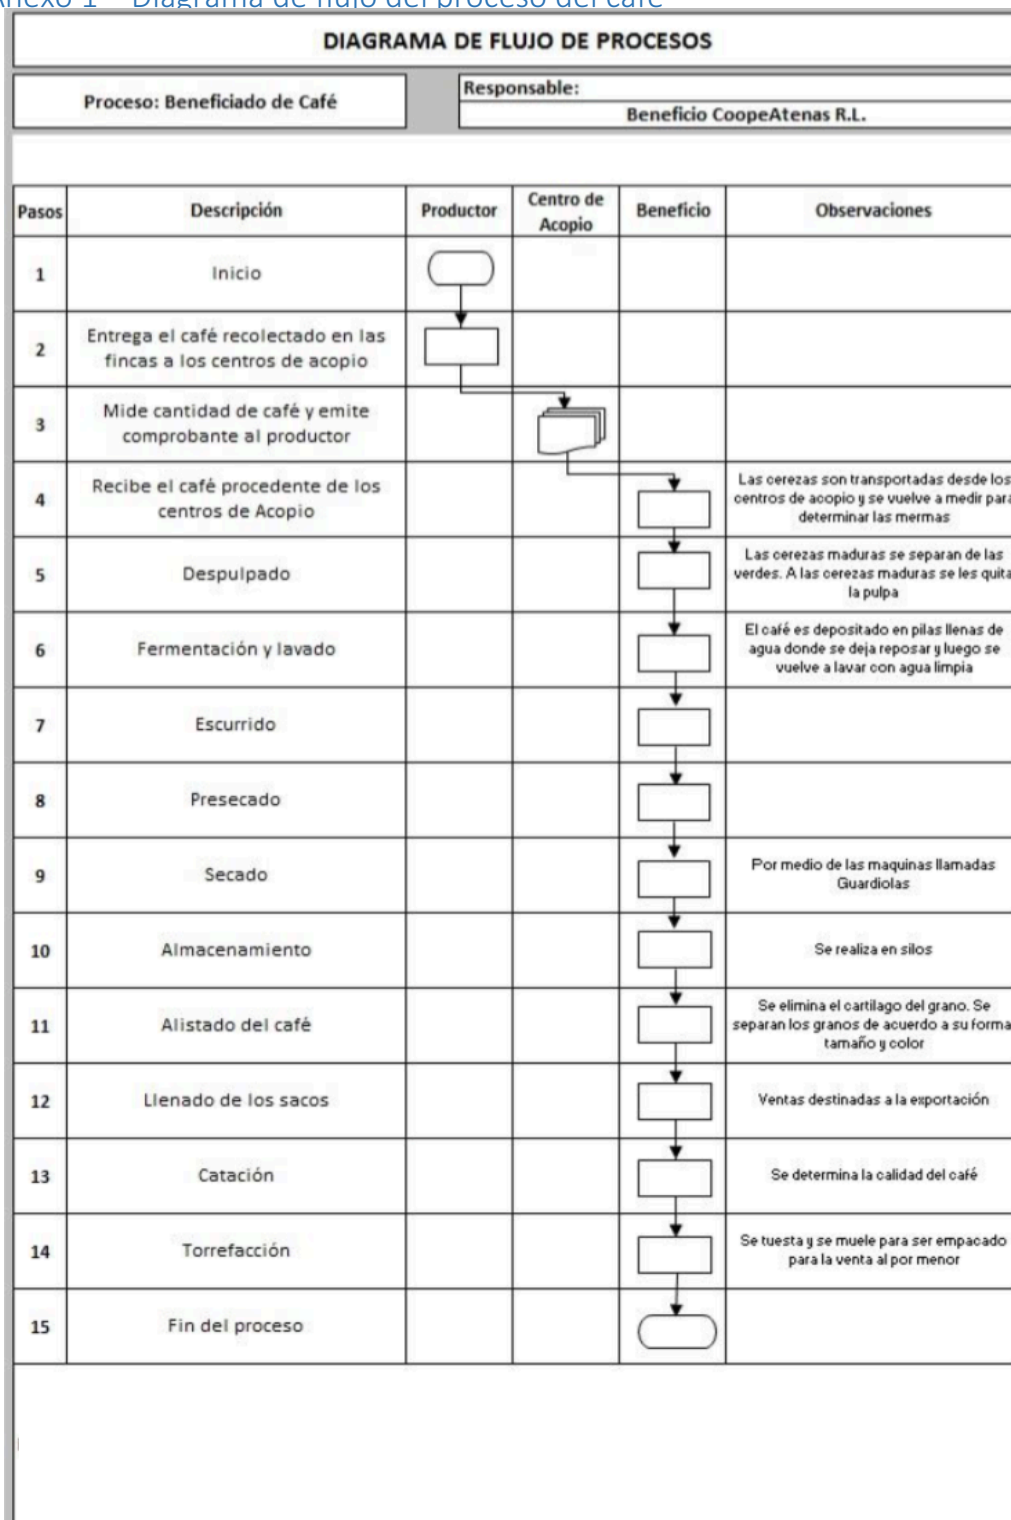 Anexo 1 – Diagrama de flujo del proceso del café
DIAGRAMA DE FLUJO DE PROCESOS
Proceso: Beneficiado de Café
Responsable:
Beneficio CoopeAtenas R.L.
Pasos
Descripción
Productor
Centro de
Acopio
Beneficio
Observaciones
1
Inicio
2
Entrega el café recolectado en las
fincas a los centros de acopio
3
Mide cantidad de café y emite
comprobante al productor
4
Recibe el café procedente de los
centros de Acopio
Las cerezas son transportadas desde los
centros de acopio y se vuelve a medir para
determinar las mermas
5
Despulpado
Las cerezas maduras se separan de las
verdes. A las cerezas maduras se les quita
la pulpa
6
Fermentación y lavado
El café es depositado en pilas llenas de
agua donde se deja reposar y luego se
vuelve a lavar con agua limpia
7
Escurrido
8
Presecado
9
Secado
Por medio de las maquinas llamadas
Guardiolas
10
Almacenamiento
Se realiza en silos
11
Alistado del café
Se elimina el cartilago del grano. Se
separan los granos de acuerdo a su forma
tamaño y color
12
Llenado de los sacos
Ventas destinadas a la exportación
13
Catación
Se determina la calidad del café
14
Torrefacción
Se tuesta y se muele para ser empacado
para la venta al por menor
15
Fin del proceso